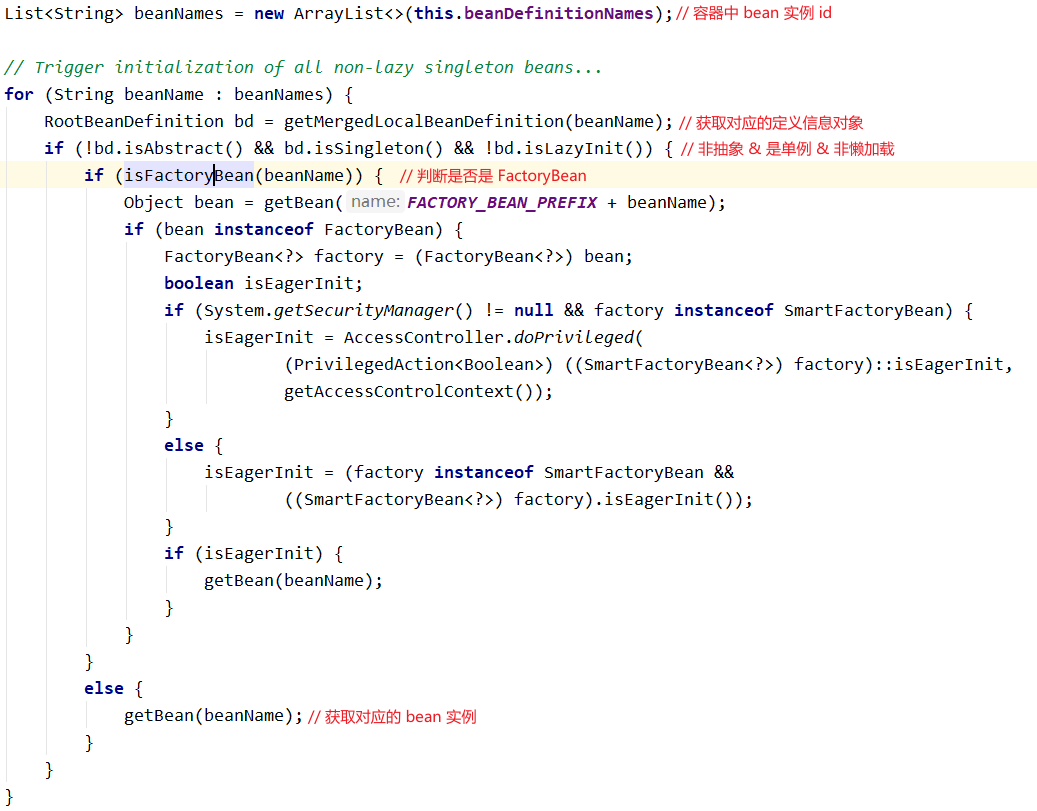 List<String> beanNames = new ArrayList<>(this.beanDefinitionNames); // 容器中 bean 实例 id
// Trigger initialization of all non-lazy singleton beans...
for (String beanName : beanNames) {
RootBeanDefinition bd = getMergedLocalBeanDefinition(beanName); // 获取对应的定义信息对象
if (!bd.isAbstract() && bd.isSingleton() && !bd.isLazyInit()) { // 非抽象 & 是单例 & 非懒加载
if (isFactoryBean(beanName)) { // 判断是否是 FactoryBean
Object bean = getBean( name: FACTORY_BEAN_PREFIX + beanName);
if (bean instanceof FactoryBean) {
FactoryBean<?> factory = (FactoryBean<?>) bean;
boolean isEagerInit;
if (System.getSecurityManager() != null && factory instanceof SmartFactoryBean) {
isEagerInit = AccessController.doPrivileged(
(PrivilegedAction<Boolean>) ((SmartFactoryBean<?>) factory)::isEagerInit,
getAccessControlContext());
}
else {
isEagerInit = (factory instanceof SmartFactoryBean &&
((SmartFactoryBean<?>) factory).isEagerInit());
}
if (isEagerInit) {
getBean(beanName);
}
}
}
else {
getBean(beanName); // 获取对应的 bean 实例
}
}
}